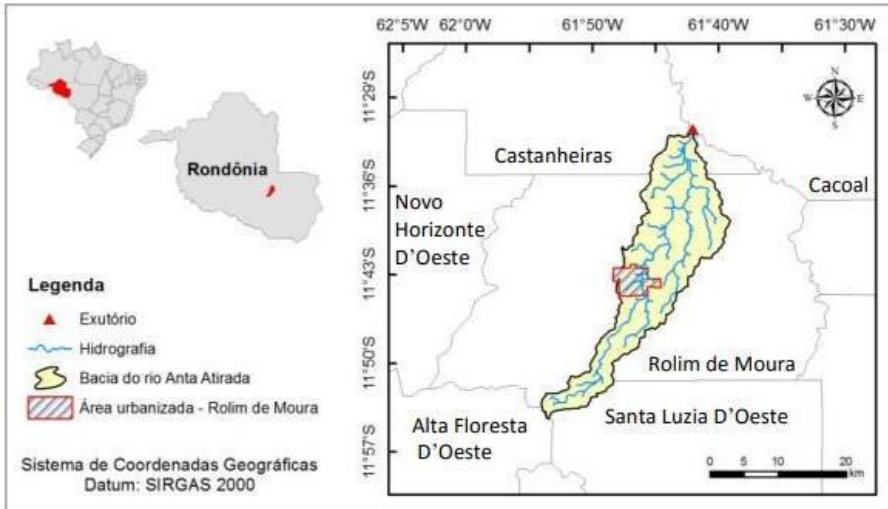 62°5'W 62°0'W 61°50'W 61°40'W 61°30'W
11°29'S
11°36'S
11°43'S
11°50'S
11°57'S
Rondônia
Legenda
Exutório
Hidrografia
Bacia do rio Anta Atirada
Área urbanizada - Rolim de Moura
Sistema de Coordenadas Geográficas
Datum: SIRGAS 2000
N
W E
S
Castanheiras
Cacoal
Novo
Horizonte
D'Oeste
Rolim de Moura
Alta Floresta
D'Oeste
Santa Luzia D'Oeste
0 5 10 20
km